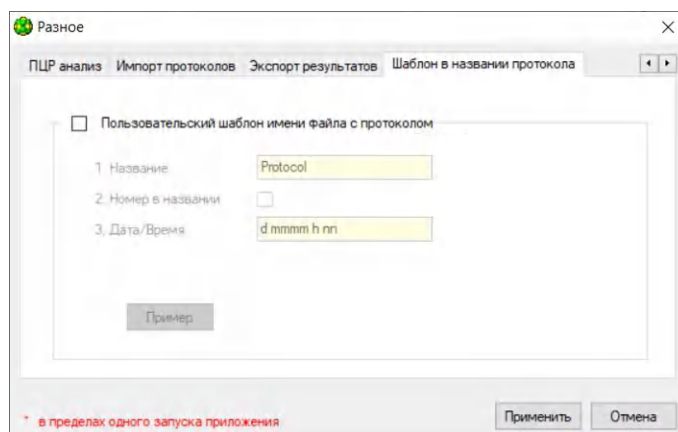 Разное
ПЦР анализ Импорт протоколов Экспорт результатов Шаблон в названии протокола
Пользовательский шаблон имени файла с протоколом
1. Название Protocol
2. Номер в названии
3. Дата/Время d mmmm h nn
Пример
* в пределах одного запуска приложения
Применить Отмена